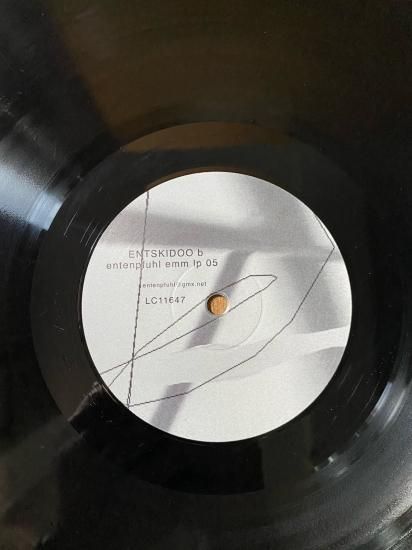 ENTSKIDOO b
entenpfuhl emm lp 05
entenpfuhl@gmx.net
LC11647